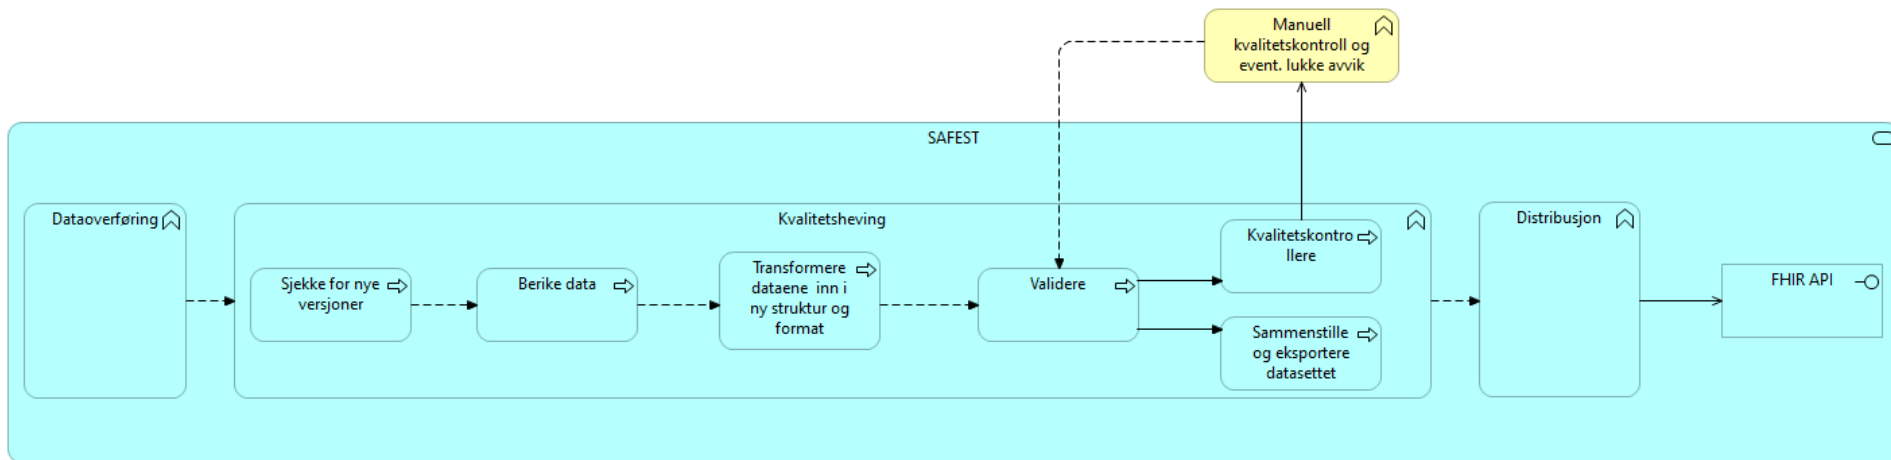 Manuell
kvalitetskontroll og
event. lukke avvik
SAFEST
Dataoverføring
Kvalitetsheving
Sjekke for nye
versjoner
Berike data
Transformere
dataene inn i
ny struktur og
format
Validere
Kvalitetskontro
llere
Sammenstille
og eksportere
datasettet
Distribusjon
FHIR API